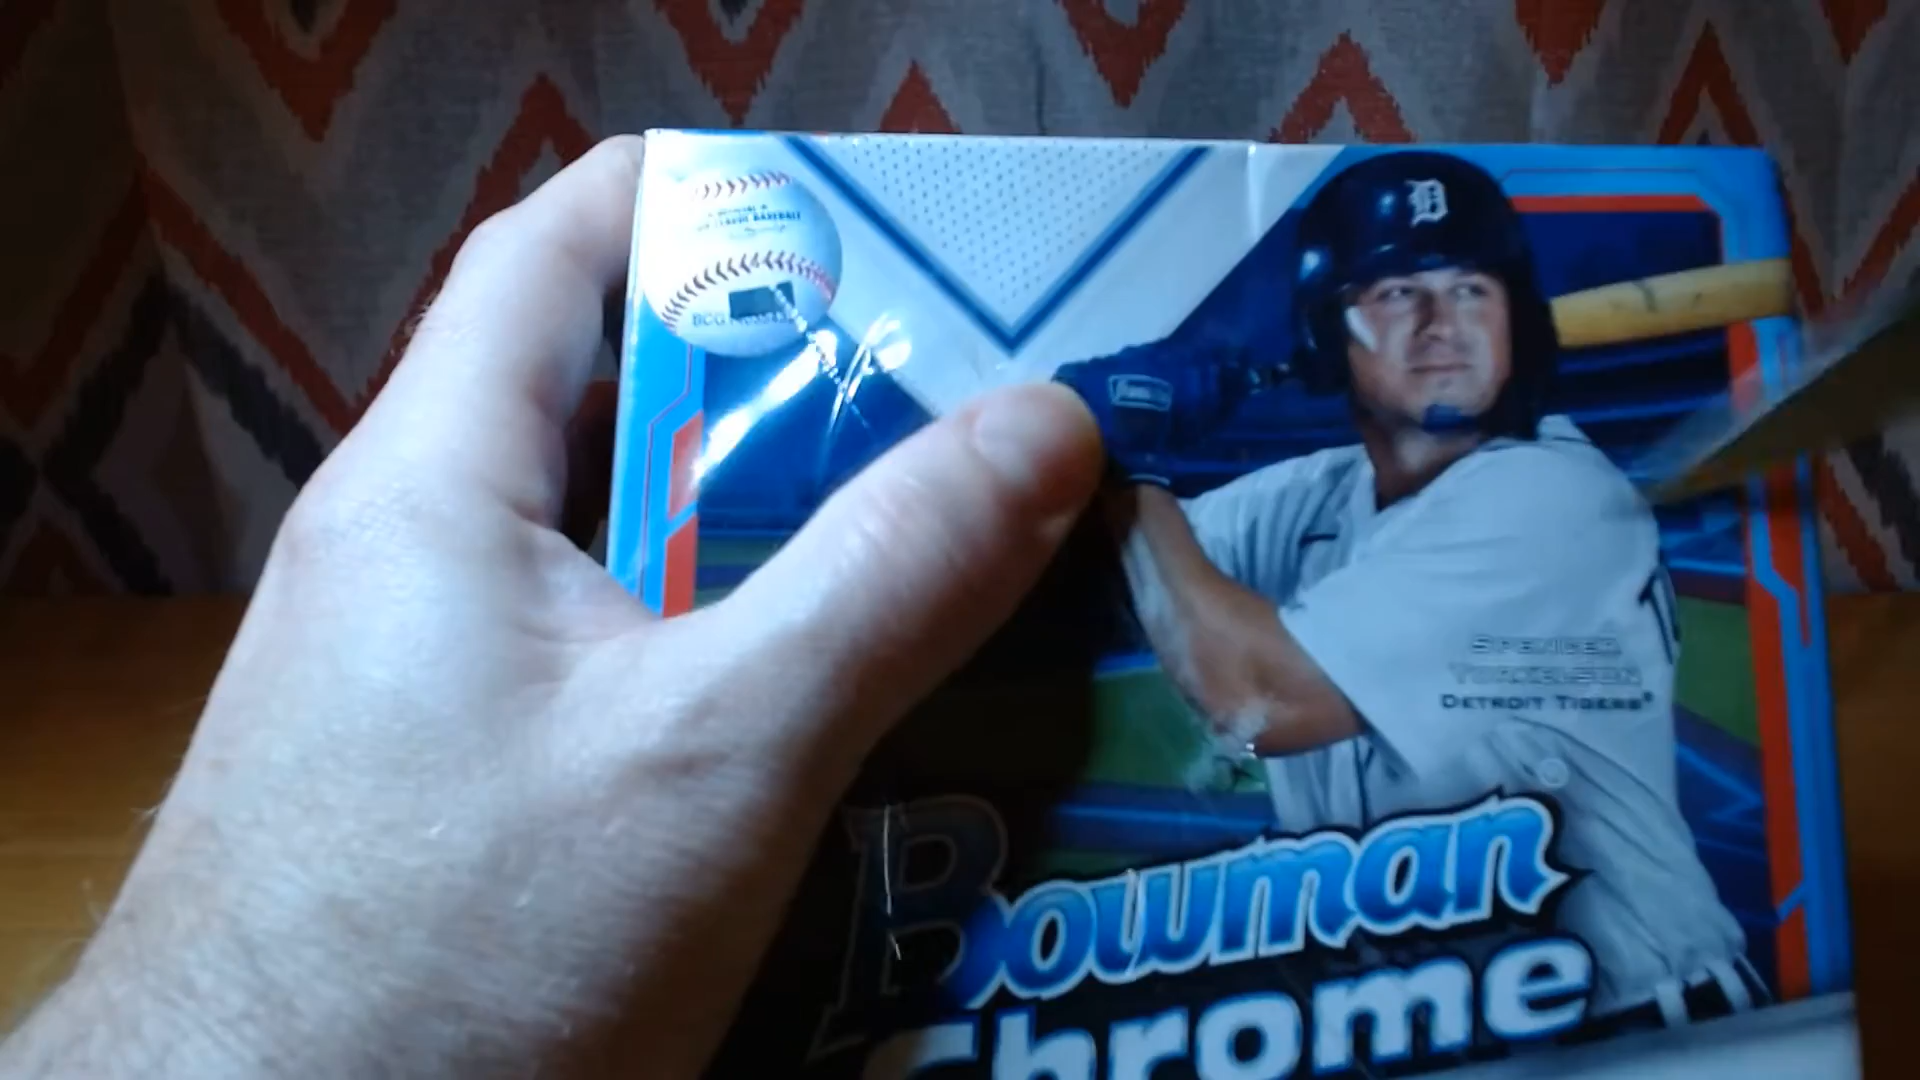 D
SPENCER
TORKELSON
DETROIT TIGERS®
Bowman
Chrome